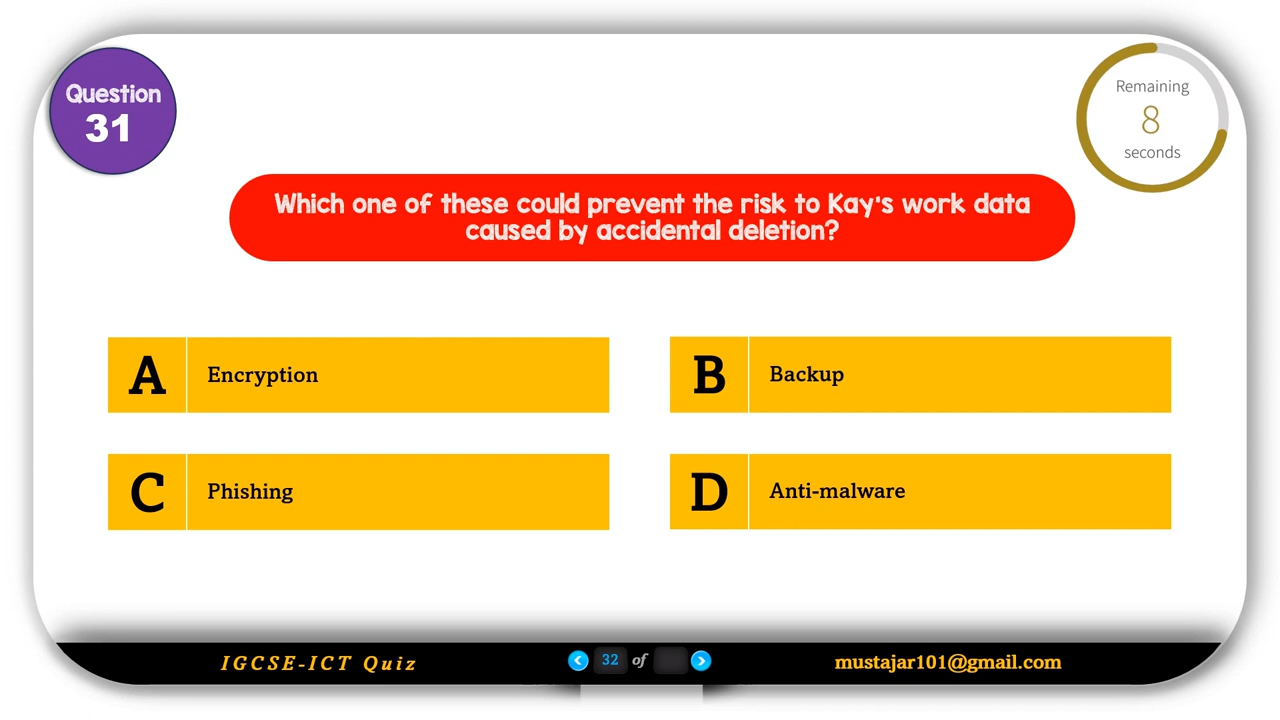 Question
31
Remaining
8
seconds
Which one of these could prevent the risk to Kay's work data
caused by accidental deletion?
A Encryption
B Backup
C Phishing
D Anti-malware
IGCSE-ICT Quiz
32 of
mustajar101@gmail.com